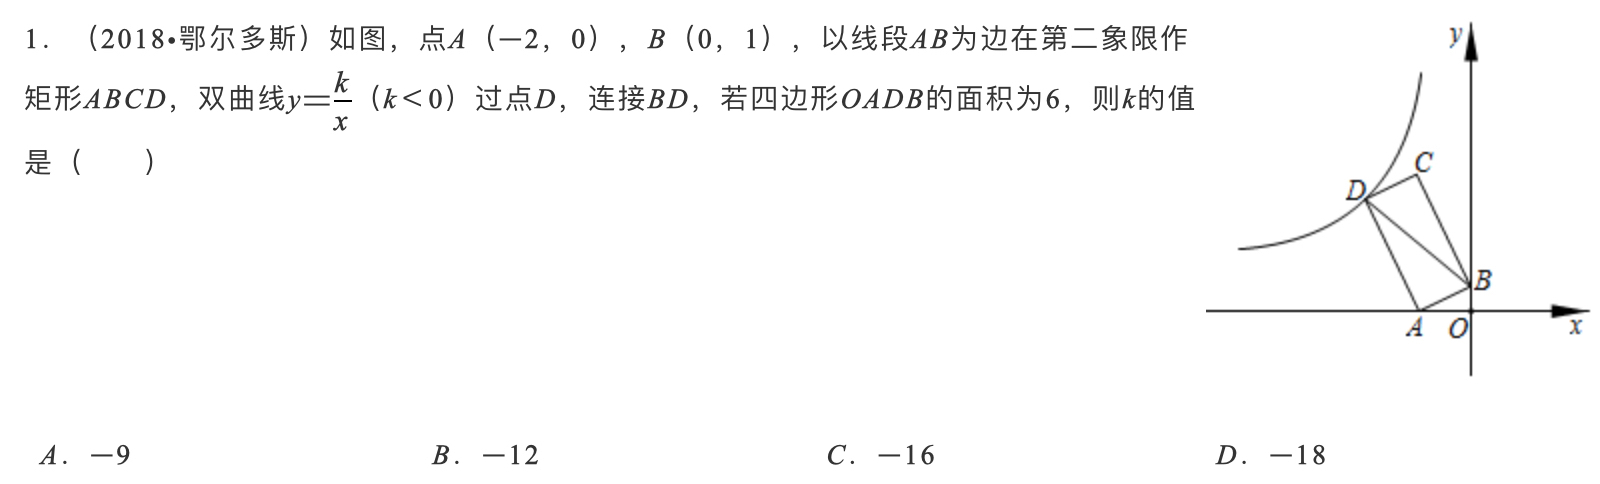 1. （2018•鄂尔多斯）如图，点A（－2，0），B（0，1），以线段AB为边在第二象限作
矩形ABCD，双曲线y=k/x（k＜0）过点D，连接BD，若四边形OADB的面积为6，则k的值
是（　　）
y
C
D
B
A O x
A. －9 B. －12 C. －16 D. －18